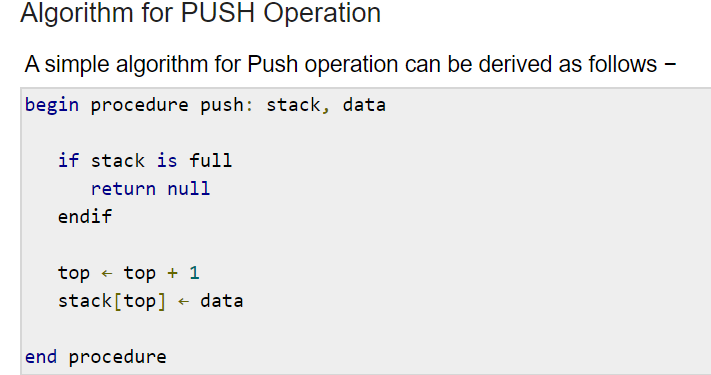 Algorithm for PUSH Operation
A simple algorithm for Push operation can be derived as follows −
begin procedure push: stack, data
if stack is full
return null
endif
top ← top + 1
stack[top] ← data
end procedure